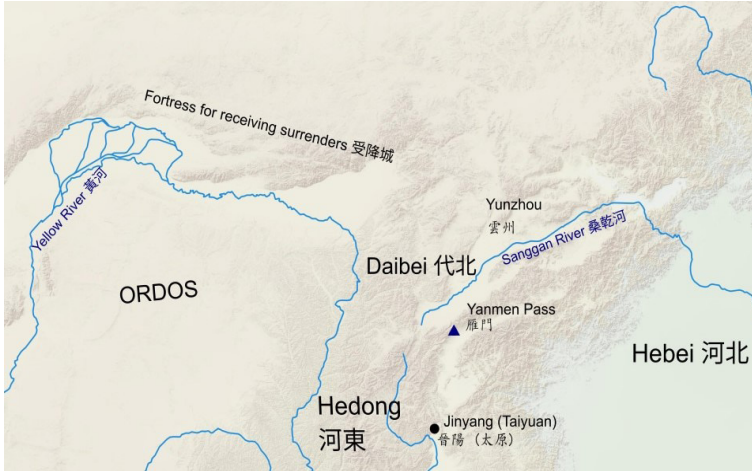 Fortress for receiving surrenders 受降城
Yellow River 黃河
Yunzhou
雲州
Sanggan River 桑乾河
Daibei 代北
ORDOS
Yanmen Pass
雁門
Hebei 河北
Hedong
河東
Jinyang (Taiyuan)
晉陽（太原）